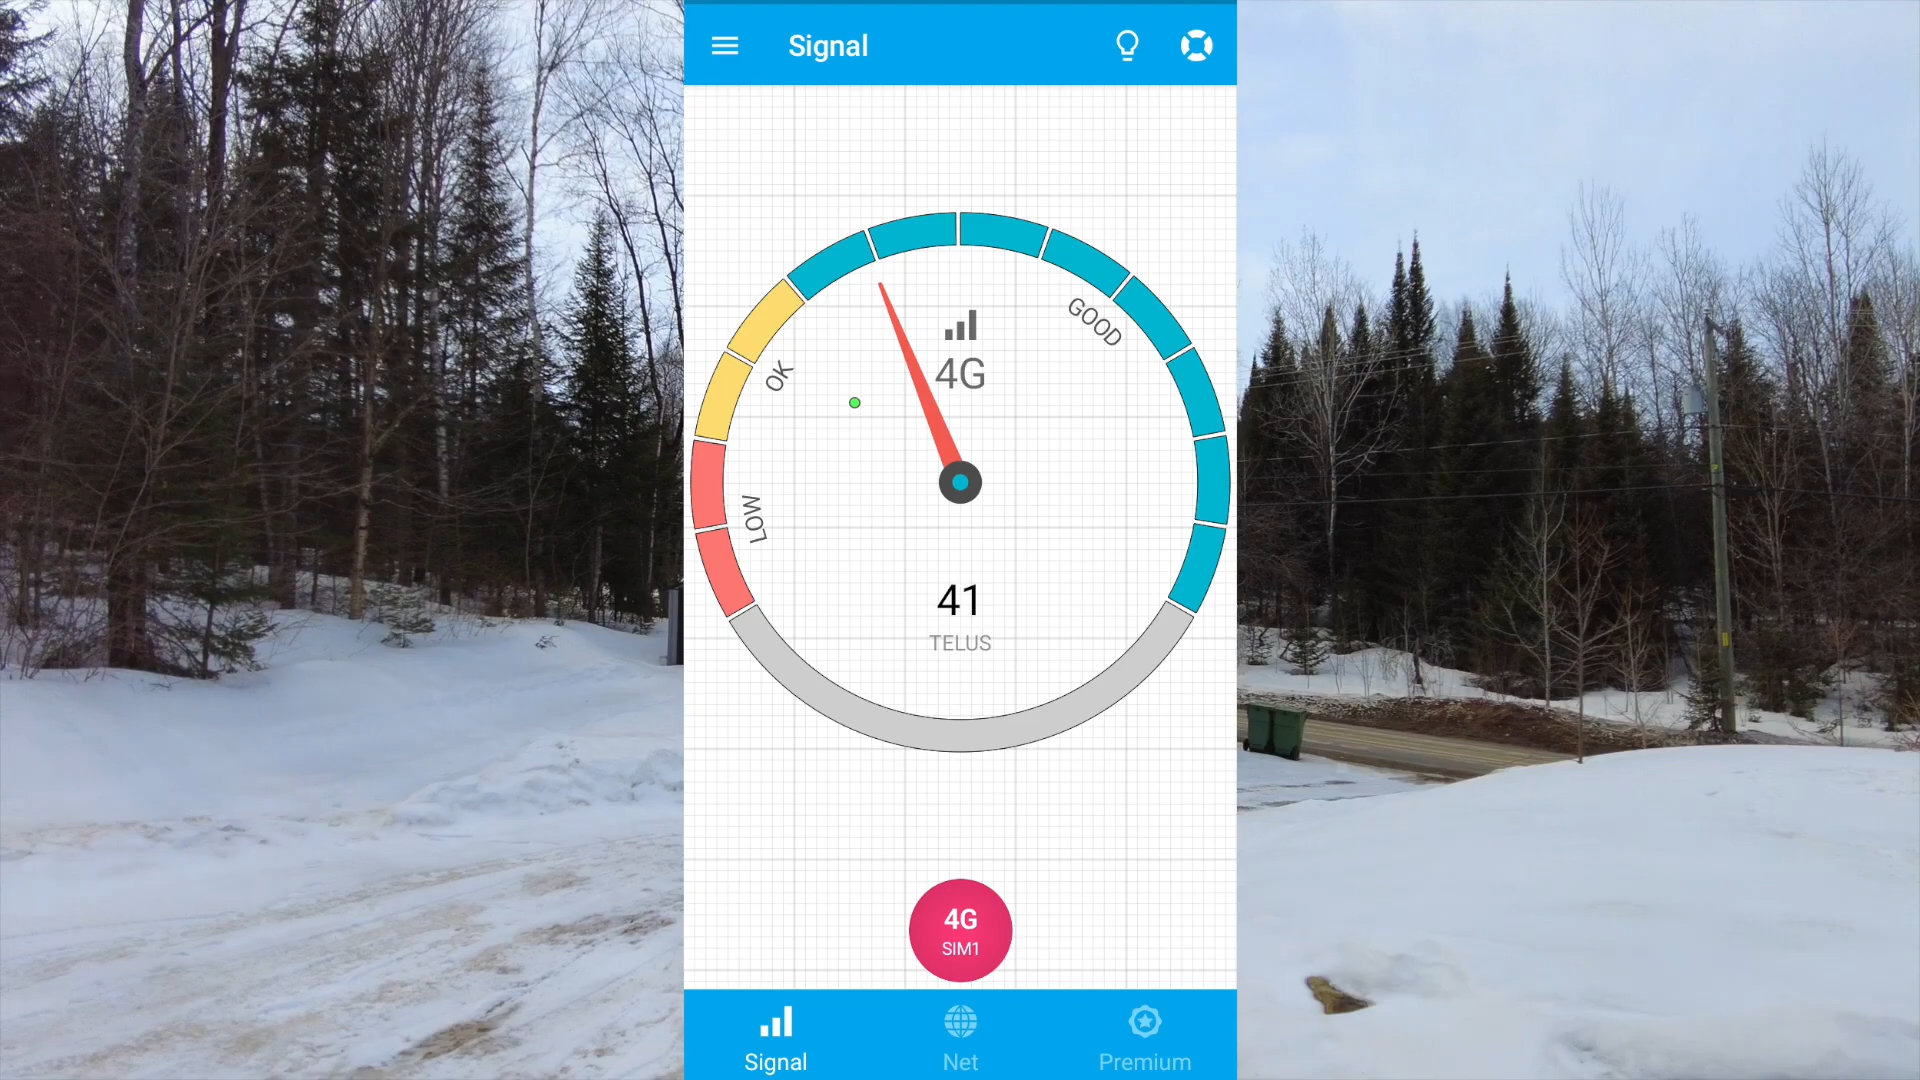 Signal
GOOD
4G
OK
LOW
41
TELUS
4G
SIM1
Signal
Net
Premium